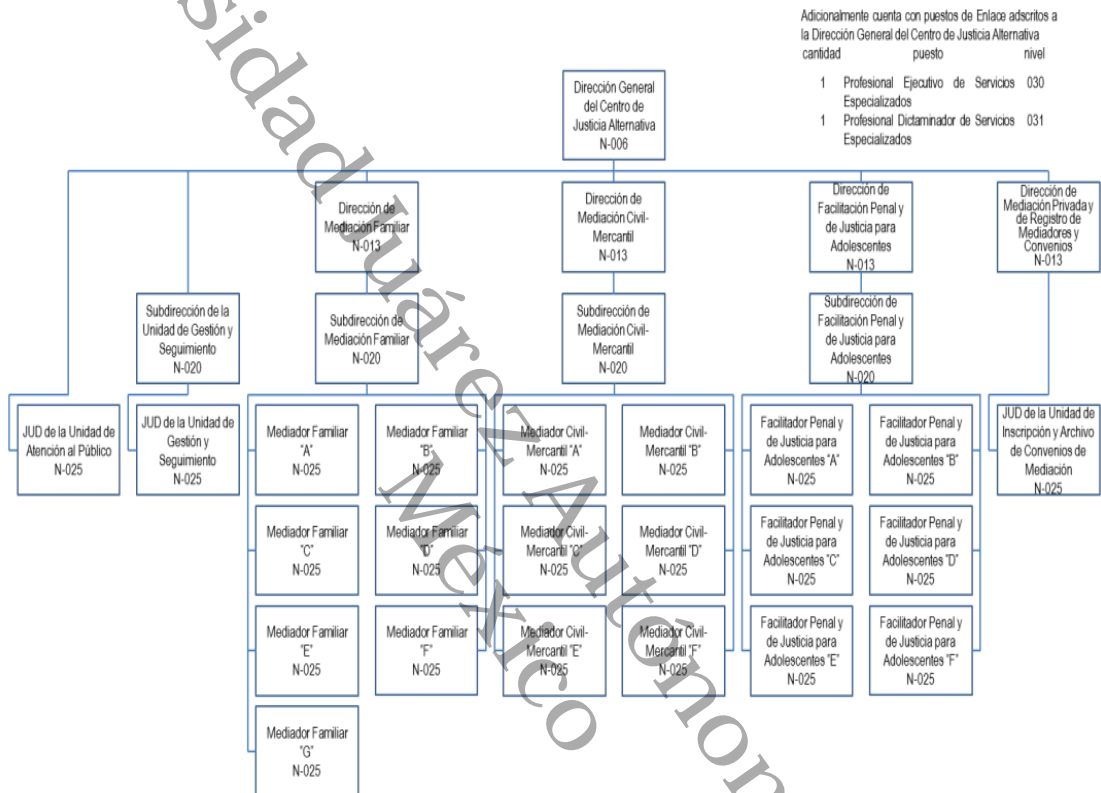 Adicionalmente cuenta con puestos de Enlace adscritos a
la Dirección General del Centro de Justicia Alternativa
cantidad puesto nivel
1 Profesional Ejecutivo de Servicios 030
Especializados
1 Profesional Dictaminador de Servicios 031
Especializados
Dirección General
del Centro de
Justicia Alternativa
N-006
Dirección de
Mediación Familiar
N-013
Dirección de
Mediación Civil-
Mercantil
N-013
Dirección de
Facilitación Penal y
de Justicia para
Adolescentes
N-013
Dirección de
Mediación Privada y
de Registro de
Mediadores y
Convenios
N-013
Subdirección de la
Unidad de Gestión y
Seguimiento
N-020
Subdirección de
Mediación Familiar
N-020
Subdirección de
Mediación Civil-
Mercantil
N-020
Subdirección de
Facilitación Penal y
de Justicia para
Adolescentes
N-020
JUD de la Unidad de
Atención al Público
N-025
JUD de la Unidad de
Gestión y
Seguimiento
N-025
Mediador Familiar
"A"
N-025
Mediador Familiar
"B"
N-025
Mediador Civil-
Mercantil "A"
N-025
Mediador Civil-
Mercantil "B"
N-025
Facilitador Penal y
de Justicia para
Adolescentes "A"
N-025
Facilitador Penal y
de Justicia para
Adolescentes "B"
N-025
JUD de la Unidad de
Inscripción y Archivo
de Convenios de
Mediación
N-025
Mediador Familiar
"C"
N-025
Mediador Familiar
"D"
N-025
Mediador Civil-
Mercantil "C"
N-025
Mediador Civil-
Mercantil "D"
N-025
Facilitador Penal y
de Justicia para
Adolescentes "C"
N-025
Facilitador Penal y
de Justicia para
Adolescentes "D"
N-025
Mediador Familiar
"E"
N-025
Mediador Familiar
"F"
N-025
Mediador Civil-
Mercantil "E"
N-025
Mediador Civil-
Mercantil "F"
N-025
Facilitador Penal y
de Justicia para
Adolescentes "E"
N-025
Facilitador Penal y
de Justicia para
Adolescentes "F"
N-025
Mediador Familiar
"G"
N-025
sidad Juárez Autónom
México